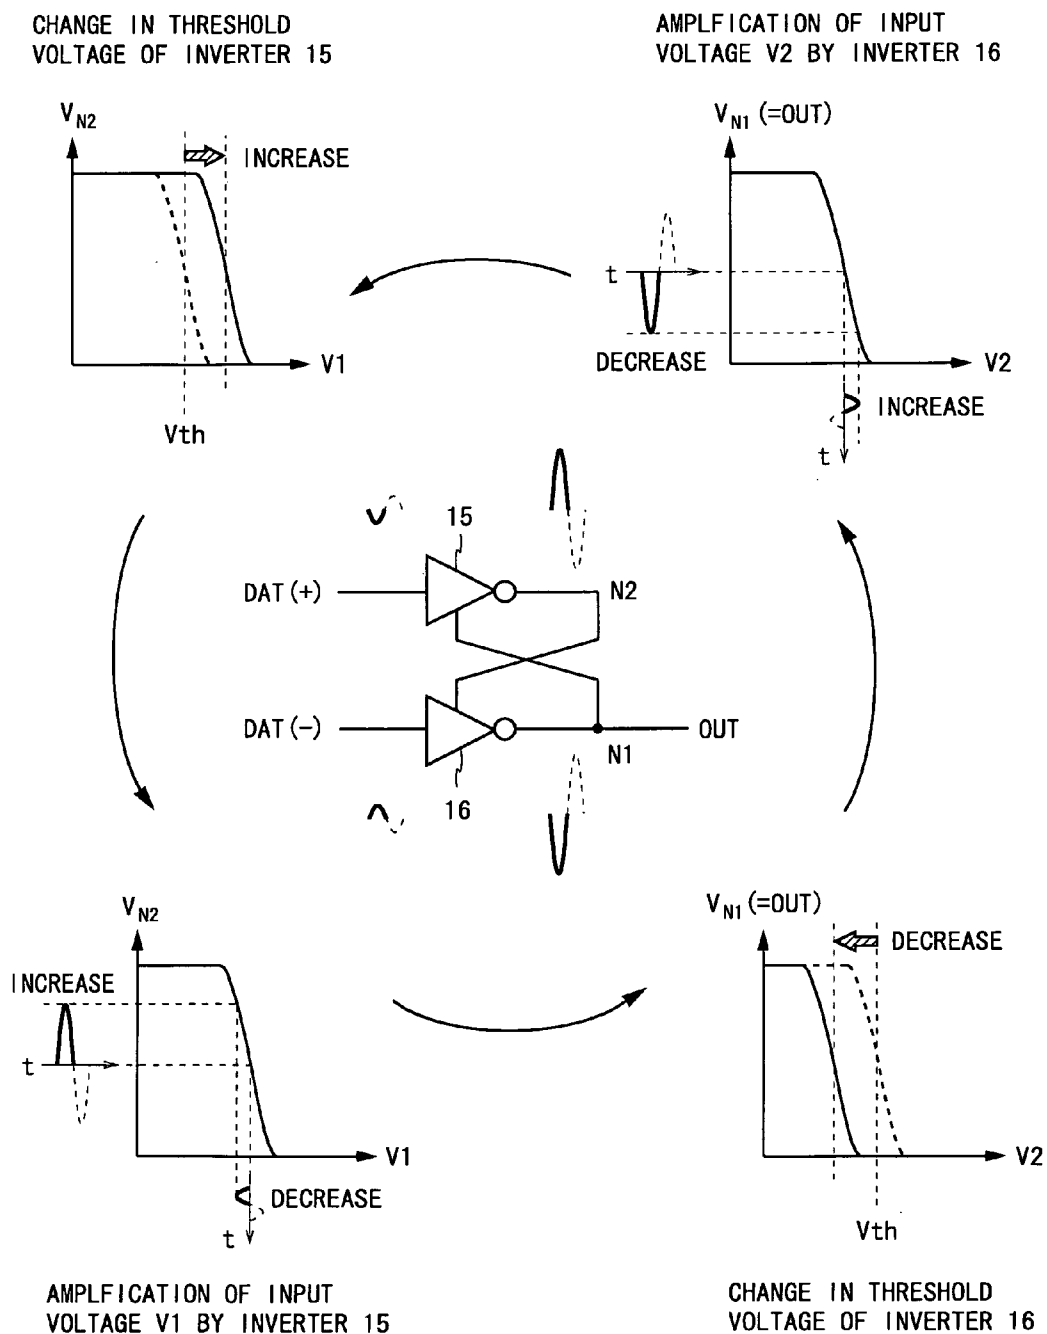 CHANGE IN THRESHOLD
VOLTAGE OF INVERTER 15
AMPLFICATION OF INPUT
VOLTAGE V2 BY INVERTER 16
VN2
INCREASE
V1
Vth
VN1 (=OUT)
t
DECREASE
V2
INCREASE
t
15
DAT(+)
N2
DAT(-)
OUT
N1
16
VN2
INCREASE
t
V1
DECREASE
t
VN1 (=OUT)
DECREASE
V2
Vth
AMPLFICATION OF INPUT
VOLTAGE V1 BY INVERTER 15
CHANGE IN THRESHOLD
VOLTAGE OF INVERTER 16